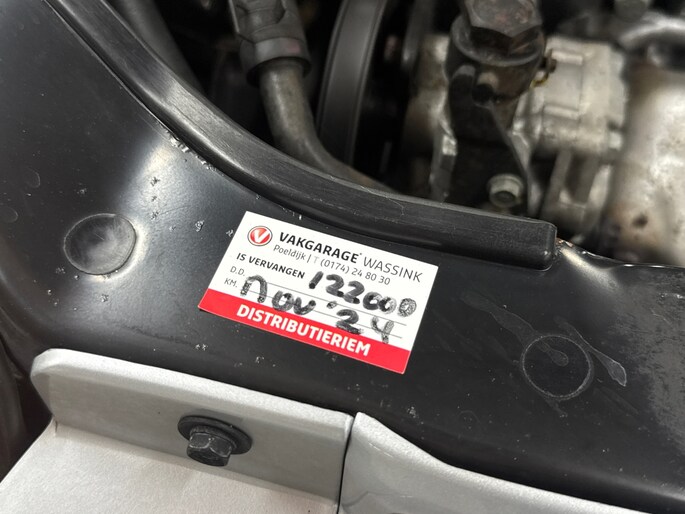 VAKGARAGE® WASSINK
Poeldijk | T (0174) 24 80 30
IS VERVANGEN
D.D. 122000
KM. nov '24
DISTRIBUTIERIEM